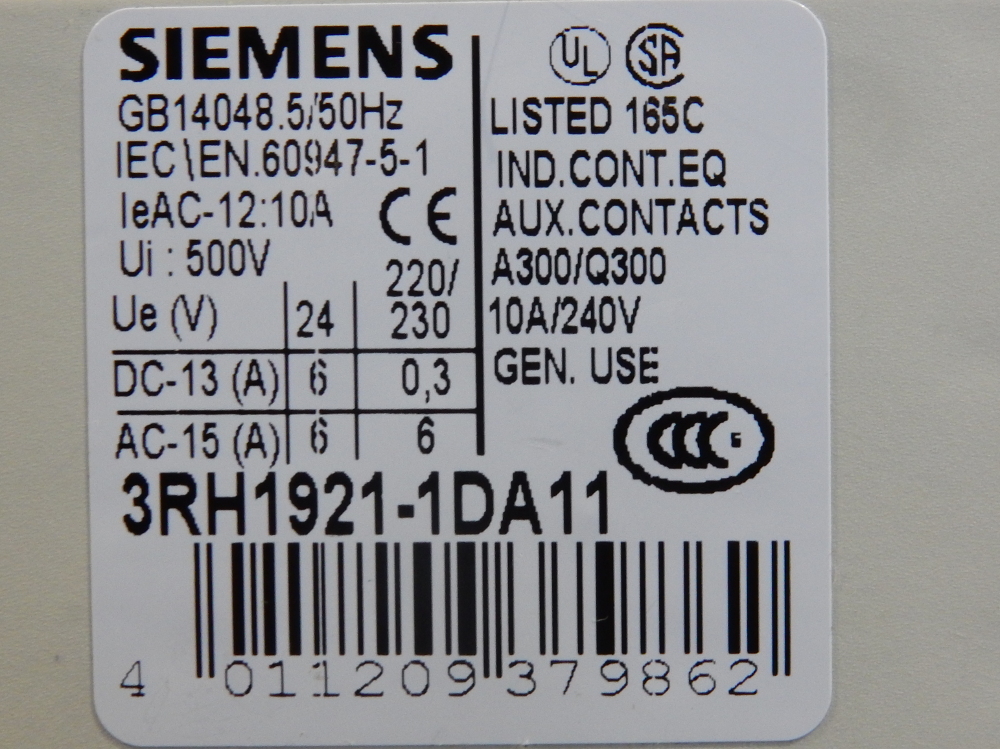 SIEMENS
GB14048.5/50Hz
IEC\EN.60947-5-1
IeAC-12:10A CE
Ui : 500V
Ue (V) 24 220/230
DC-13 (A) 6 0,3
AC-15 (A) 6 6
UL SA
LISTED 165C
IND.CONT.EQ
AUX.CONTACTS
A300/Q300
10A/240V
GEN. USE
CCC
3RH1921-1DA11
4 011209 379862